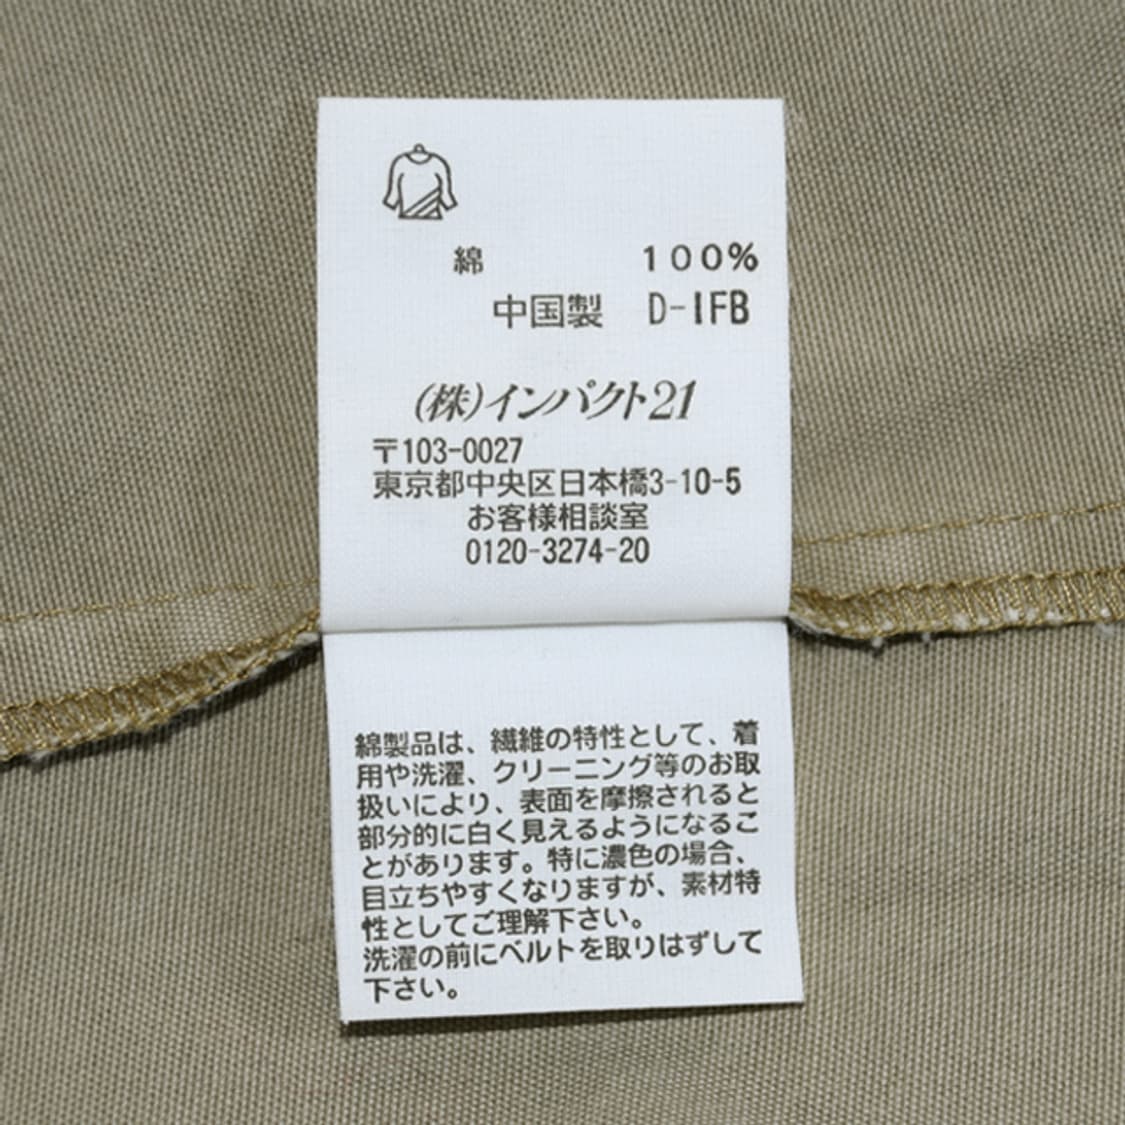 綿 100%
中国製 D-IFB
(株)インパクト21
〒103-0027
東京都中央区日本橋3-10-5
お客様相談室
0120-3274-20
綿製品は、繊維の特性として、着
用や洗濯、クリーニング等のお取
扱いにより、表面を摩擦されると
部分的に白く見えるようになるこ
とがあります。特に濃色の場合、
目立ちやすくなりますが、素材特
性としてご理解下さい。
洗濯の前にベルトを取りはずして
下さい。